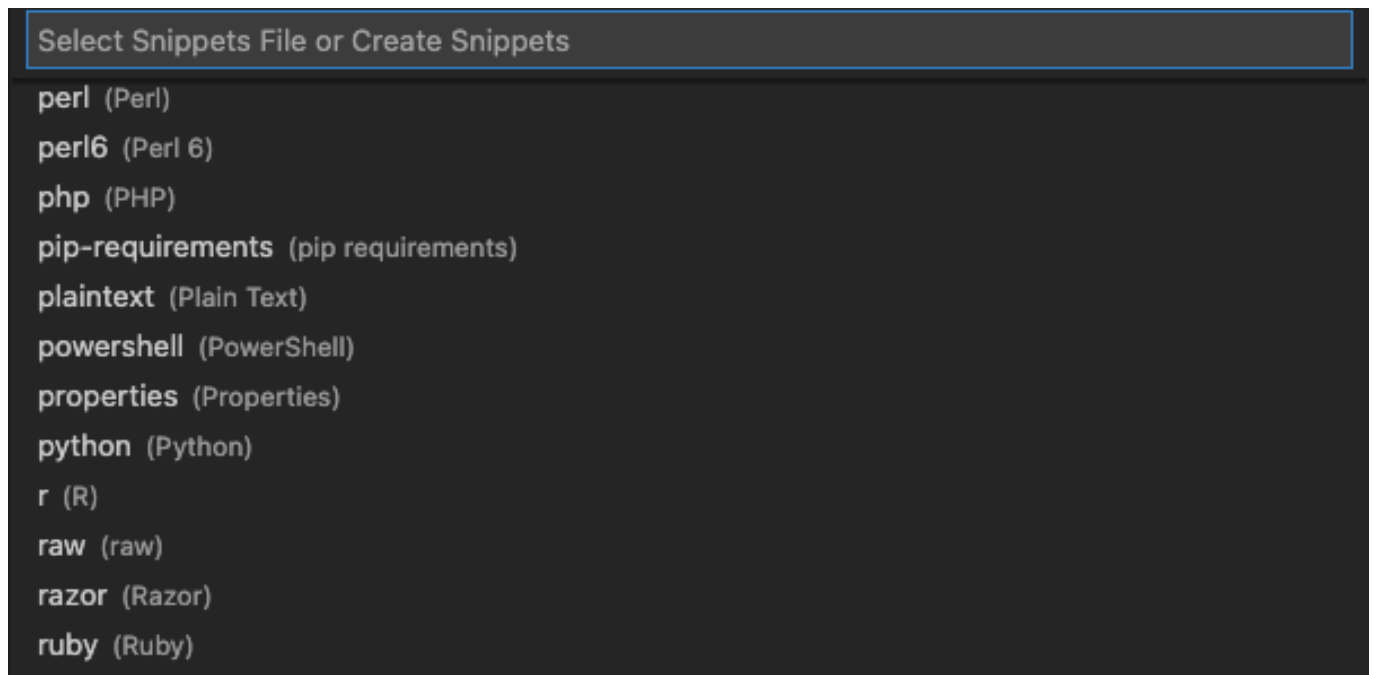 Select Snippets File or Create Snippets
perl (Perl)
perl6 (Perl 6)
php (PHP)
pip-requirements (pip requirements)
plaintext (Plain Text)
powershell (PowerShell)
properties (Properties)
python (Python)
r (R)
raw (raw)
razor (Razor)
ruby (Ruby)